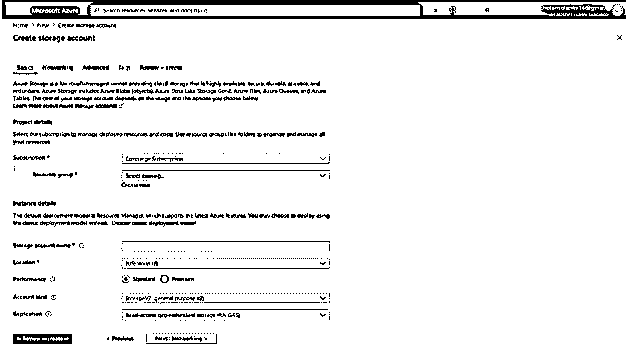 Microsoft Azure
Search resources, services, and docs
Home > New > Create storage account
Create storage account
Basics Networking Advanced Tags Review + create
Azure Storage is a Microsoft-managed service providing cloud storage that is highly available, secure, durable, scalable, and
redundant. Azure Storage includes Azure Blobs (objects), Azure Data Lake Storage Gen2, Azure Files, Azure Queues, and Azure
Tables. The cost of your storage account depends on the usage and the options you choose below.
Learn more about Azure storage accounts
Project details
Select the subscription to manage deployed resources and costs. Use resource groups like folders to organize and manage all
your resources.
Subscription * Concierge Subscription
Resource group * Select existing...
Create new
Instance details
The default deployment model is Resource Manager, which supports the latest Azure features. You may choose to deploy using
the classic deployment model instead. Choose classic deployment model
Storage account name *
Location * (US)
Performance Standard Premium
Account kind StorageV2 (general purpose v2)
Replication Read-access geo-redundant storage (RA-GRS)
Review + create < Previous Next: Networking >